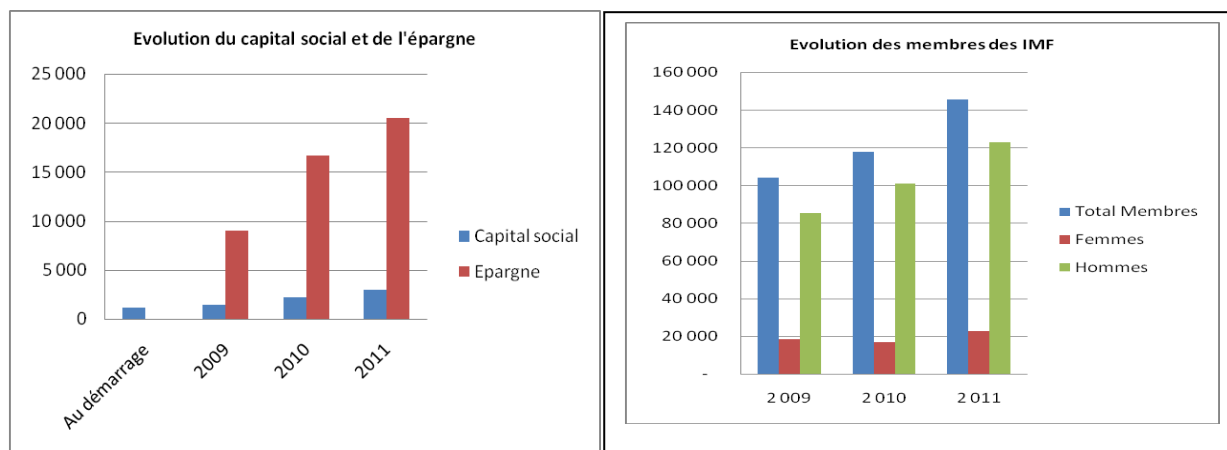 Evolution du capital social et de l'épargne
25 000
20 000
15 000
10 000
5 000
0
Au démarrage
2009
2010
2011
Capital social
Epargne
Evolution des membres des IMF
160 000
140 000
120 000
100 000
80 000
60 000
40 000
20 000
-
2 009
2 010
2 011
Total Membres
Femmes
Hommes